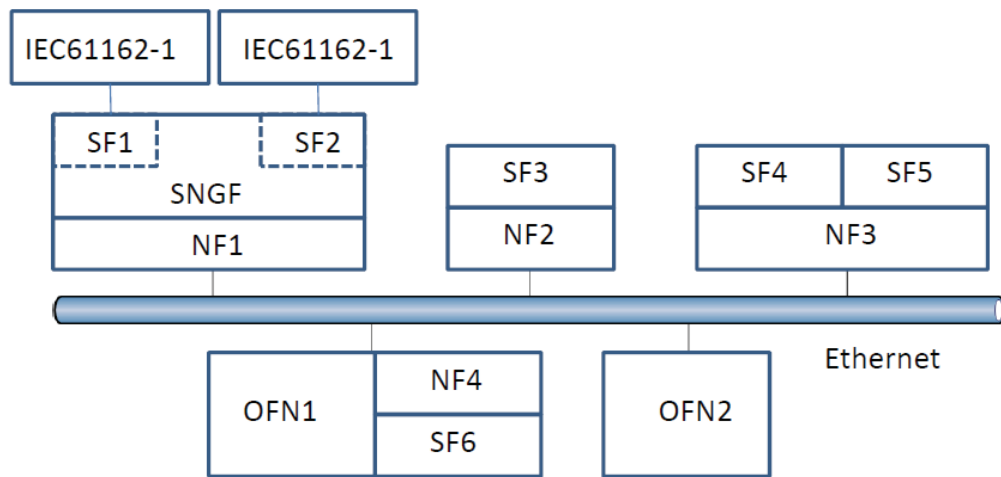 IEC61162-1
IEC61162-1
SF1
SF2
SNGF
NF1
SF3
NF2
SF4
SF5
NF3
Ethernet
OFN1
NF4
SF6
OFN2